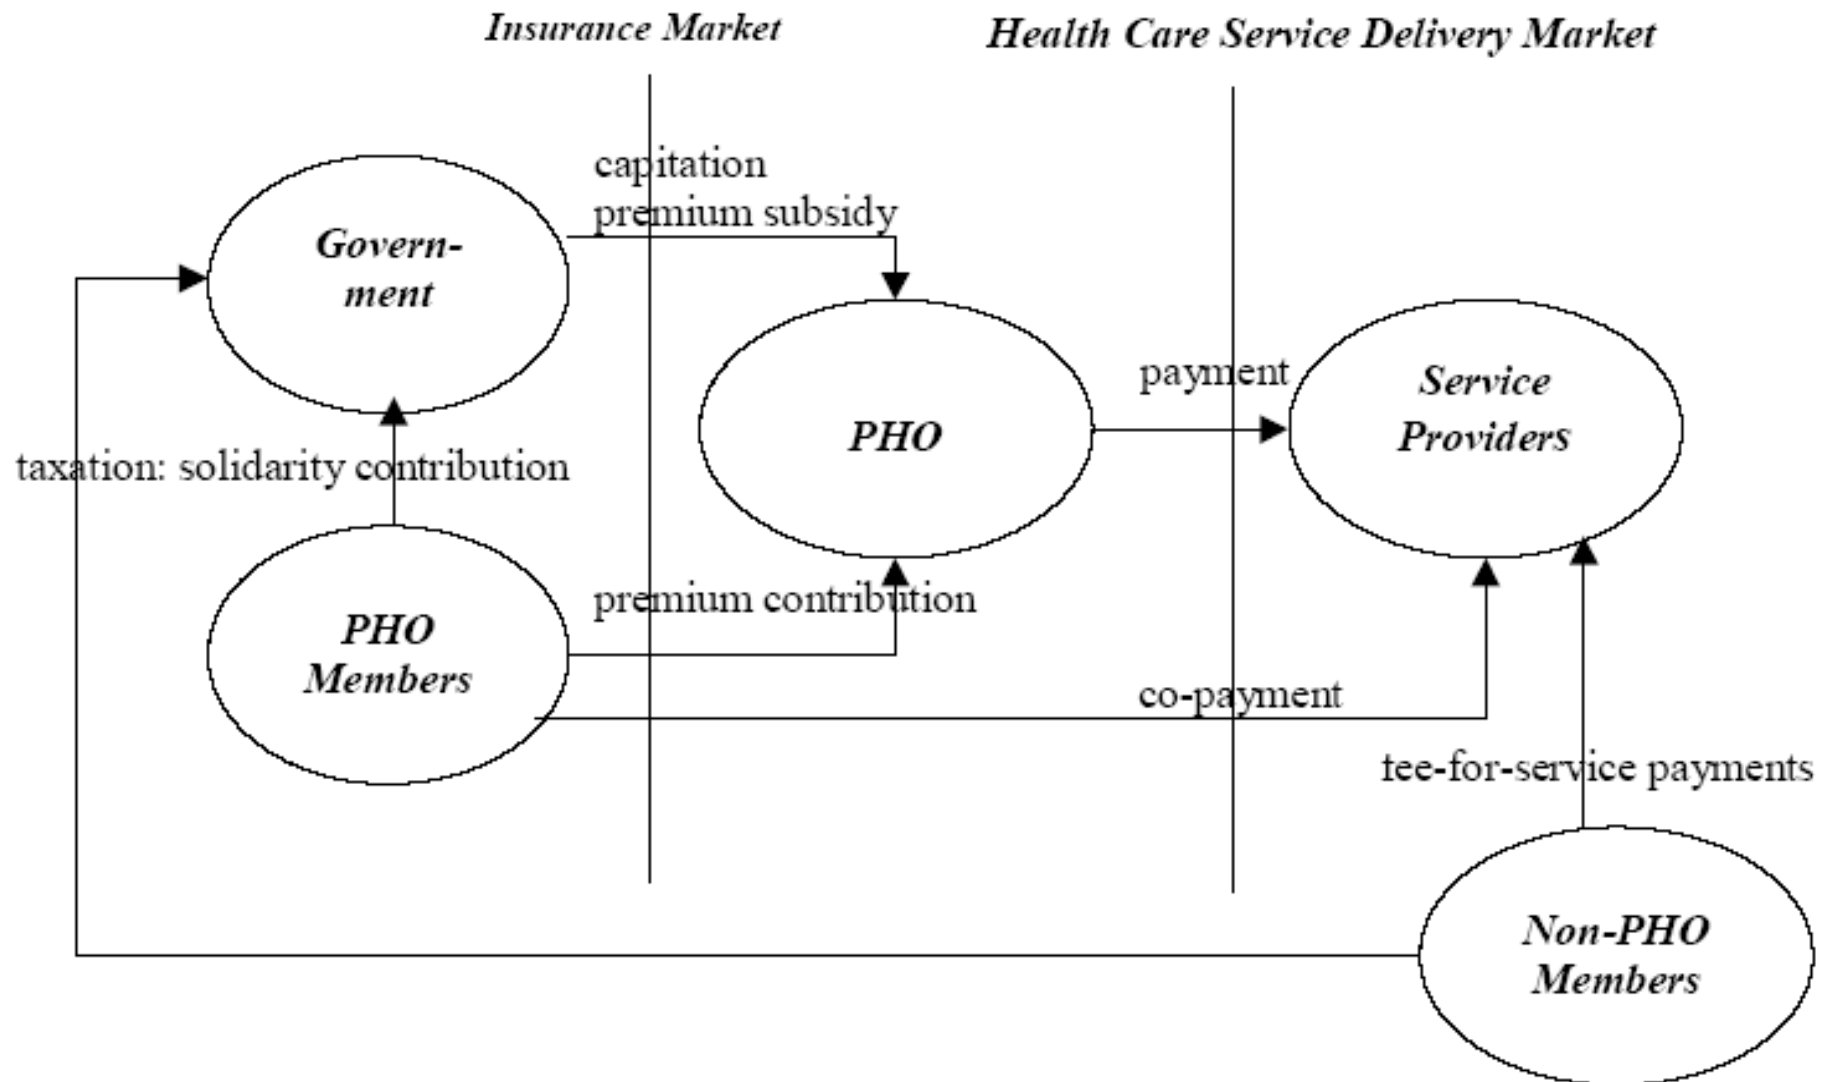 Insurance Market
Health Care Service Delivery Market
capitation
premium subsidy
Govern-
ment
payment
Service
Providers
PHO
taxation: solidarity contribution
premium contribution
PHO
Members
co-payment
fee-for-service payments
Non-PHO
Members